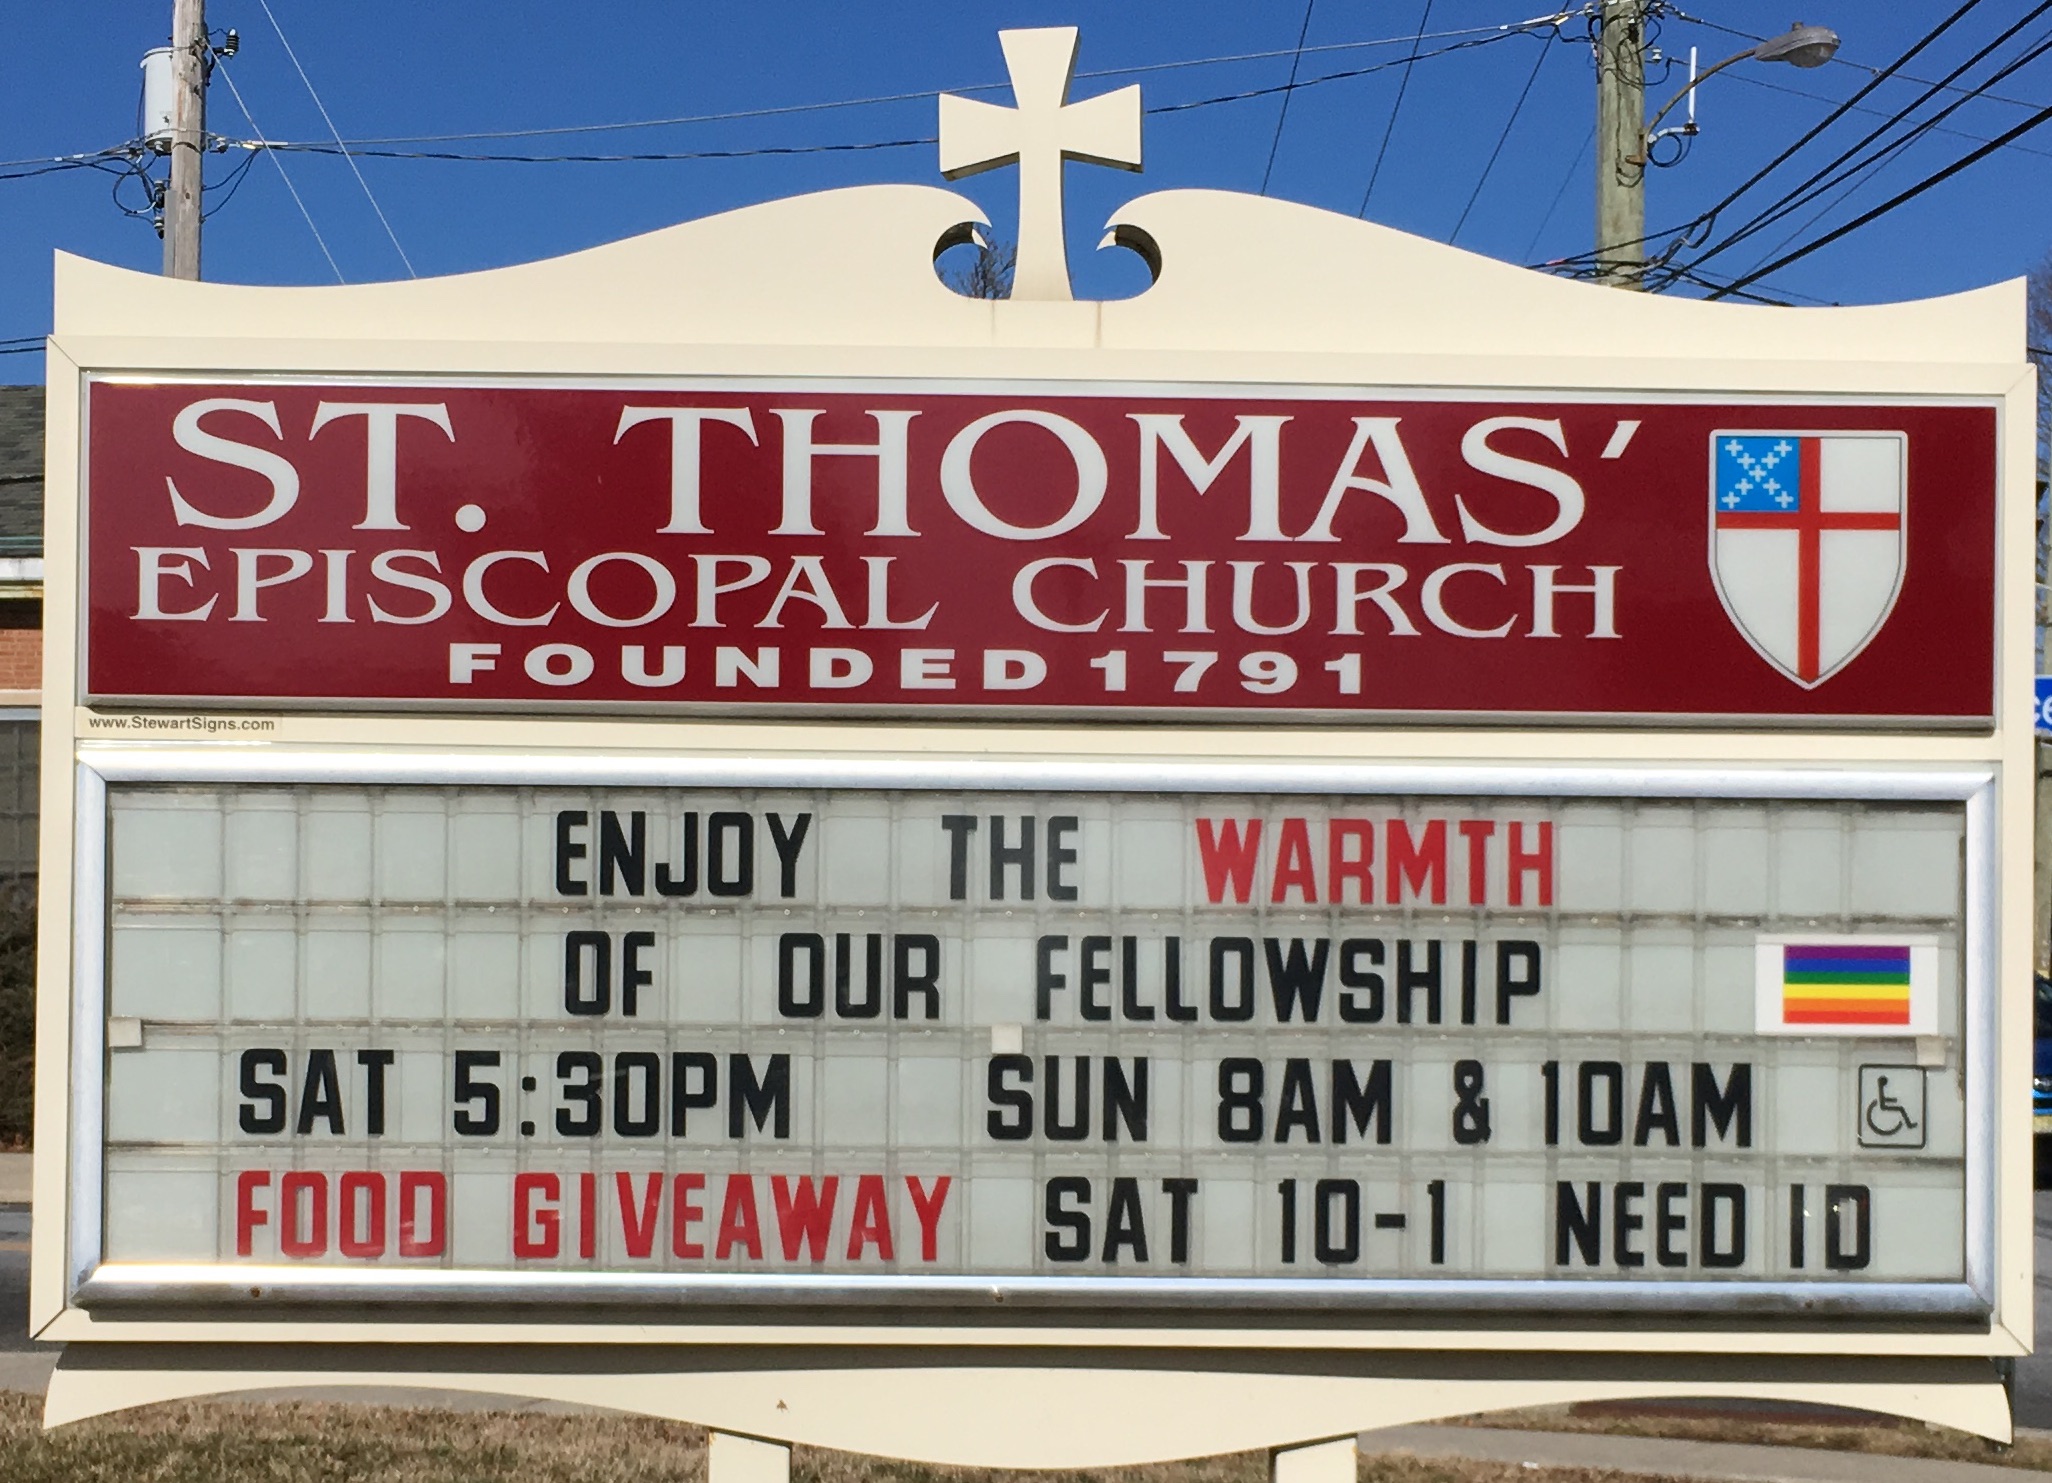 ST. THOMAS'
EPISCOPAL CHURCH
FOUNDED 1791
www.StewartSigns.com
ENJOY THE WARMTH
OF OUR FELLOWSHIP
SAT 5:30PM SUN 8AM & 10AM
FOOD GIVEAWAY SAT 10-1 NEED ID